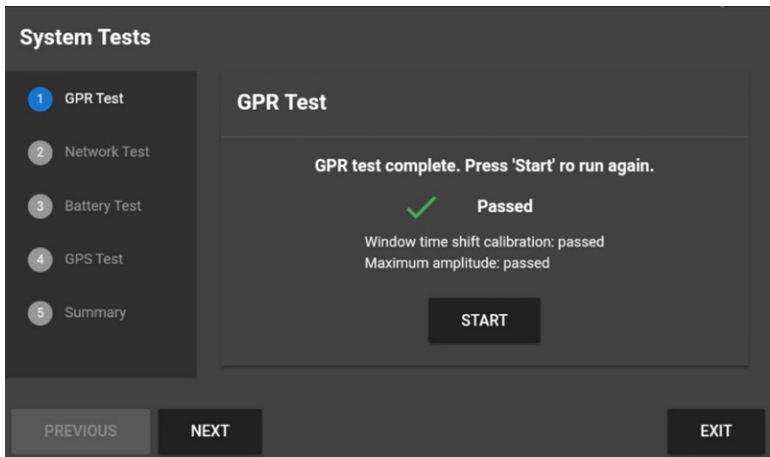 System Tests
1 GPR Test
2 Network Test
3 Battery Test
4 GPS Test
5 Summary
GPR Test
GPR test complete. Press 'Start' ro run again.
Passed
Window time shift calibration: passed
Maximum amplitude: passed
START
PREVIOUS
NEXT
EXIT